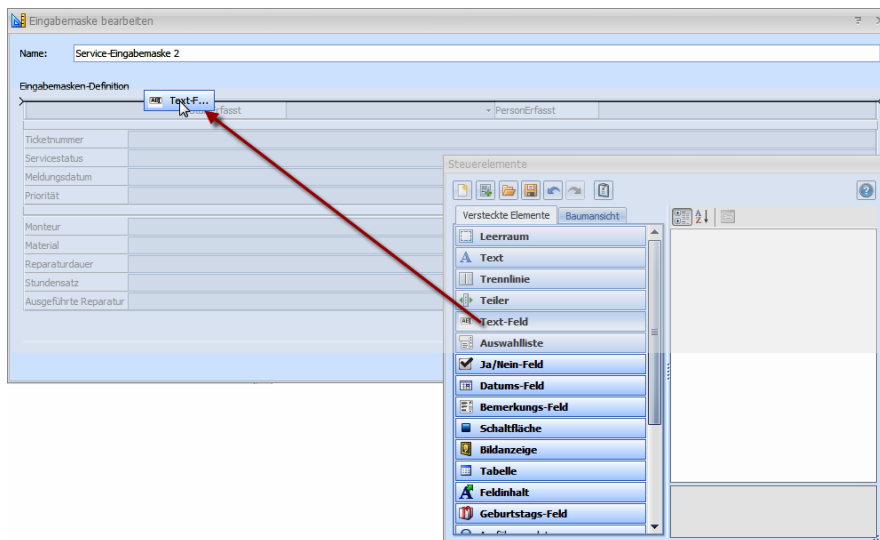 Eingabemaske bearbeiten
Name: Service-Eingabemaske 2
Eingabemasken-Definition
Text-F...
PersonErfasst
Ticketnummer
Servicestatus
Meldungsdatum
Priorität
Monteur
Material
Reparaturdauer
Stundensatz
Ausgeführte Reparatur
Steuerelemente
Versteckte Elemente Baumansicht
Leerraum
Text
Trennlinie
Teiler
Text-Feld
Auswahlliste
Ja/Nein-Feld
Datums-Feld
Bemerkungs-Feld
Schaltfläche
Bildanzeige
Tabelle
Feldinhalt
Geburtstags-Feld